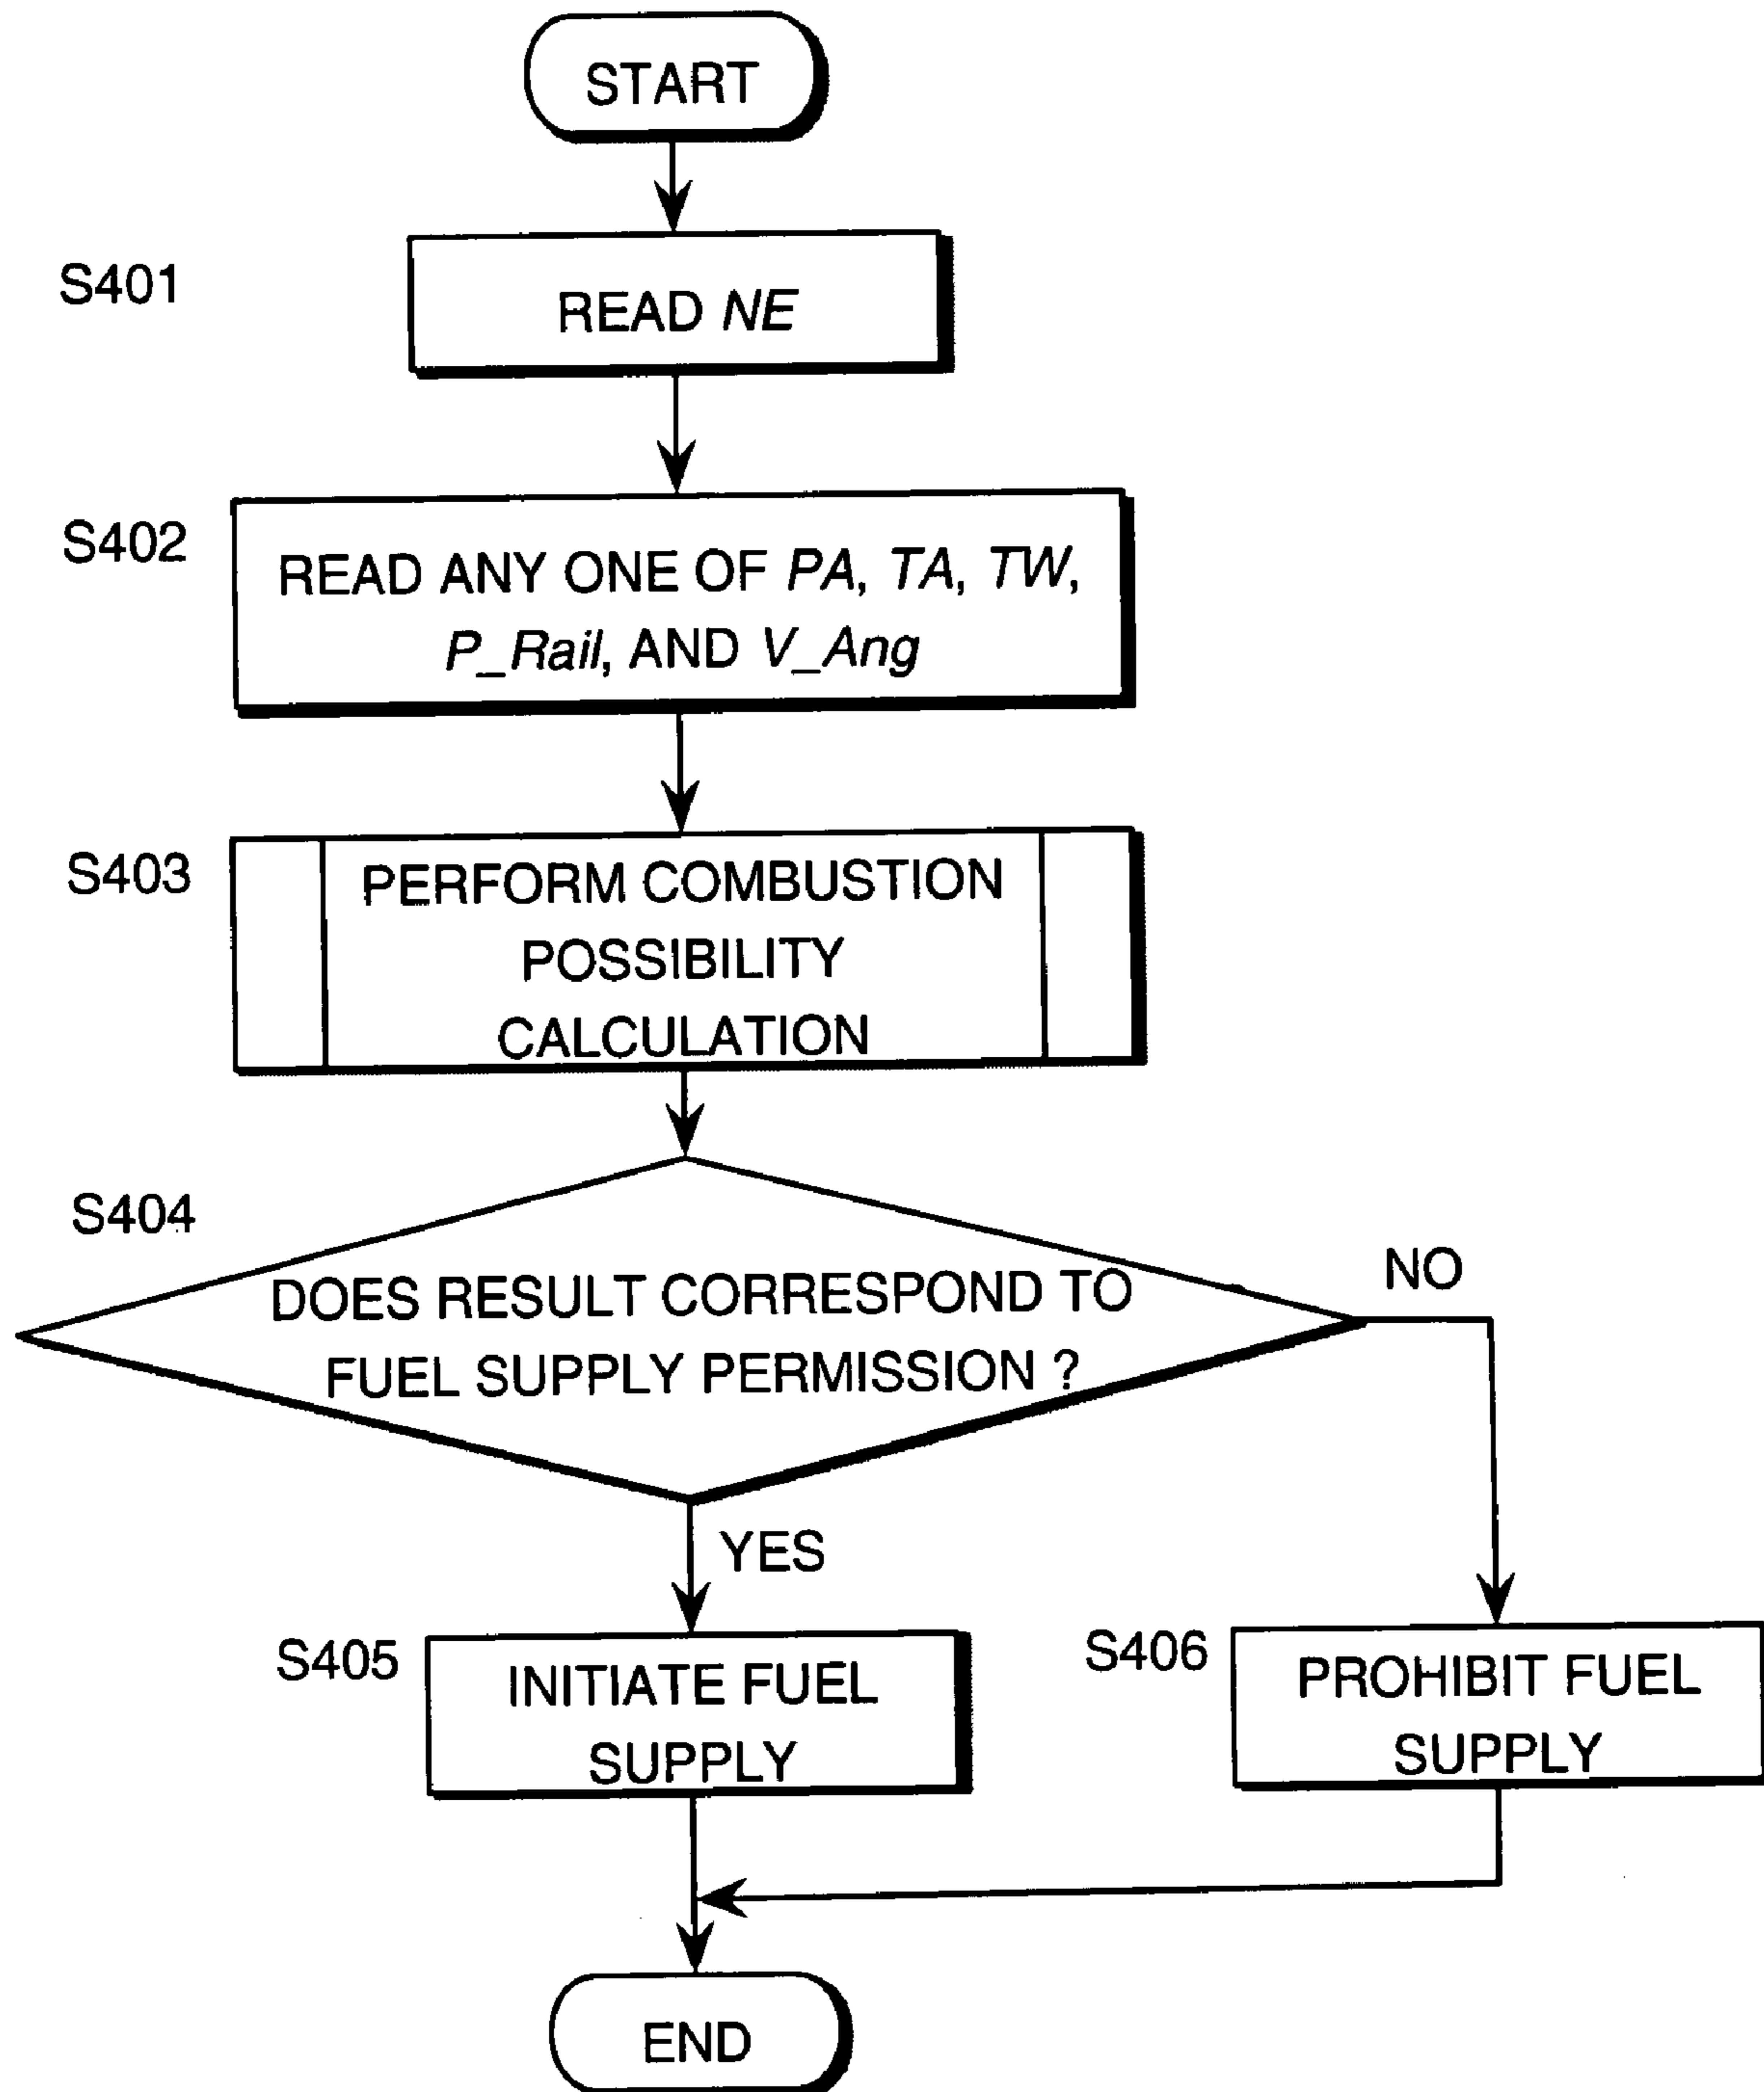 START
S401
READ NE
S402
READ ANY ONE OF PA, TA, TW,
P_Rail, AND V_Ang
S403
PERFORM COMBUSTION
POSSIBILITY
CALCULATION
S404
DOES RESULT CORRESPOND TO
FUEL SUPPLY PERMISSION ?
NO
YES
S405
INITIATE FUEL
SUPPLY
S406
PROHIBIT FUEL
SUPPLY
END